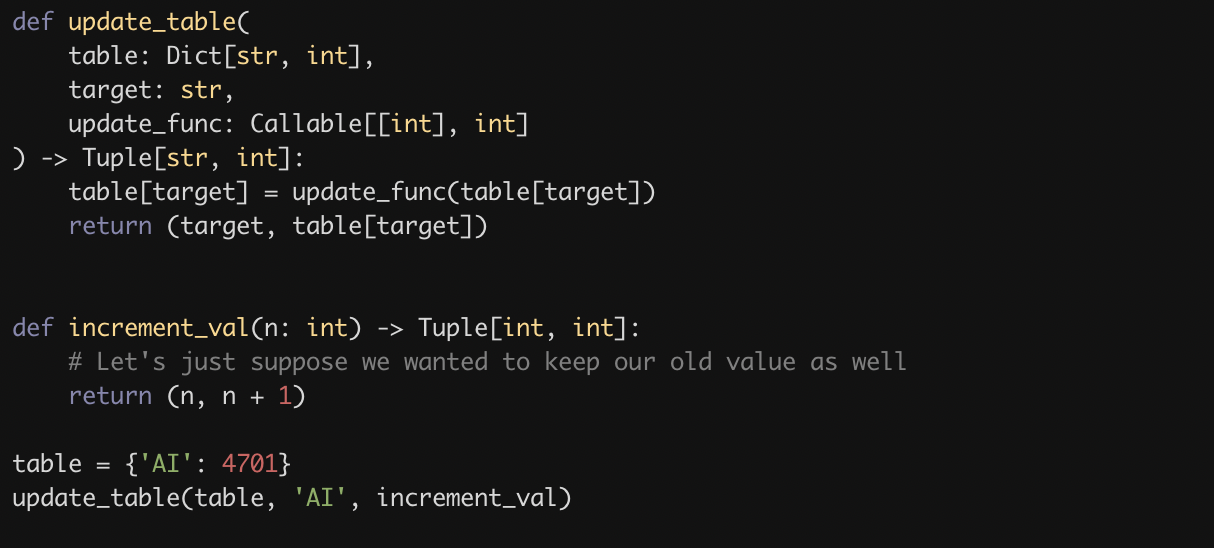 def update_table(
    table: Dict[str, int],
    target: str,
    update_func: Callable[[int], int]
) -> Tuple[str, int]:
    table[target] = update_func(table[target])
    return (target, table[target])
def increment_val(n: int) -> Tuple[int, int]:
    # Let's just suppose we wanted to keep our old value as well
    return (n, n + 1)
table = {'AI': 4701}
update_table(table, 'AI', increment_val)